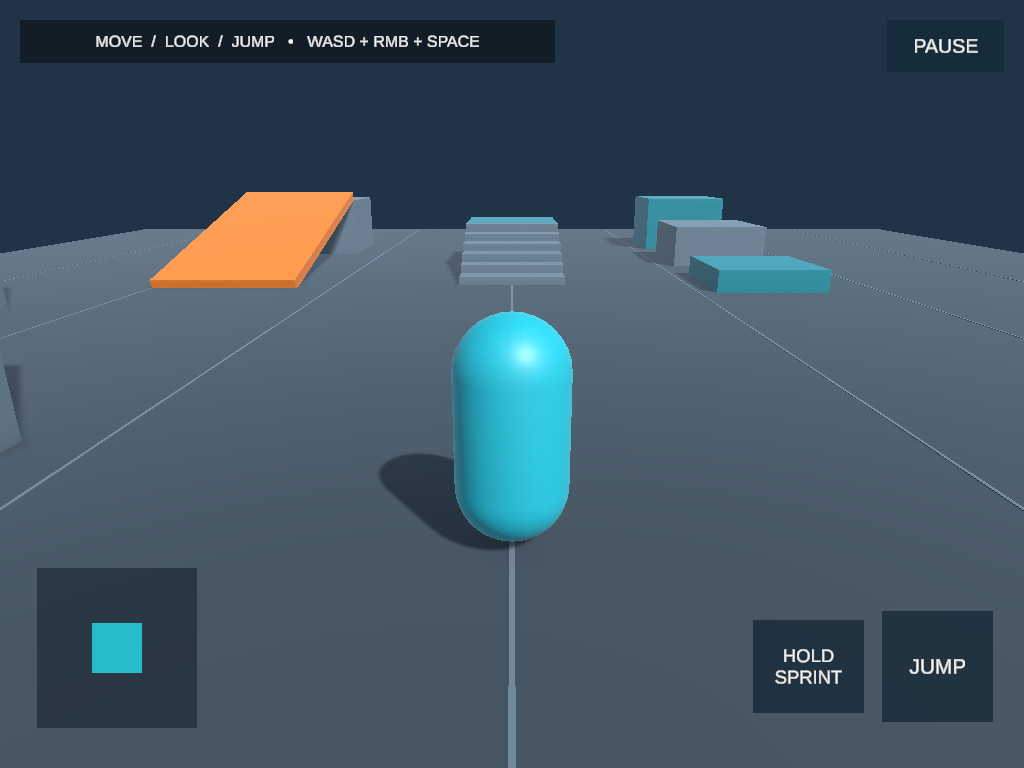 MOVE / LOOK / JUMP • WASD + RMB + SPACE
PAUSE
HOLD
SPRINT
JUMP